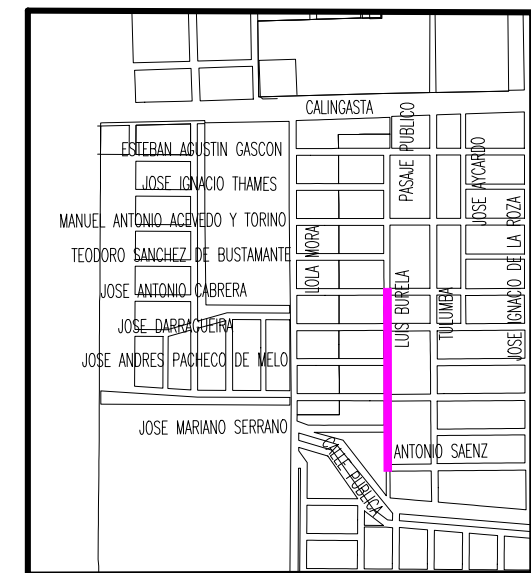 CALINGASTA
PASAJE PUBLICO
ESTEBAN AGUSTIN GASCON
JOSE AYCARDO
JOSE IGNACIO THAMES
MANUEL ANTONIO ACEVEDO Y TORINO
LOLA MORA
JOSE IGNACIO DE LA ROZA
TEODORO SANCHEZ DE BUSTAMANTE
JOSE ANTONIO CABRERA
LUIS BURELA
TULUMBA
JOSE DARRAGUEIRA
JOSE ANDRES PACHECO DE MELO
JOSE MARIANO SERRANO
ANTONIO SAENZ
CALLE PUBLICA